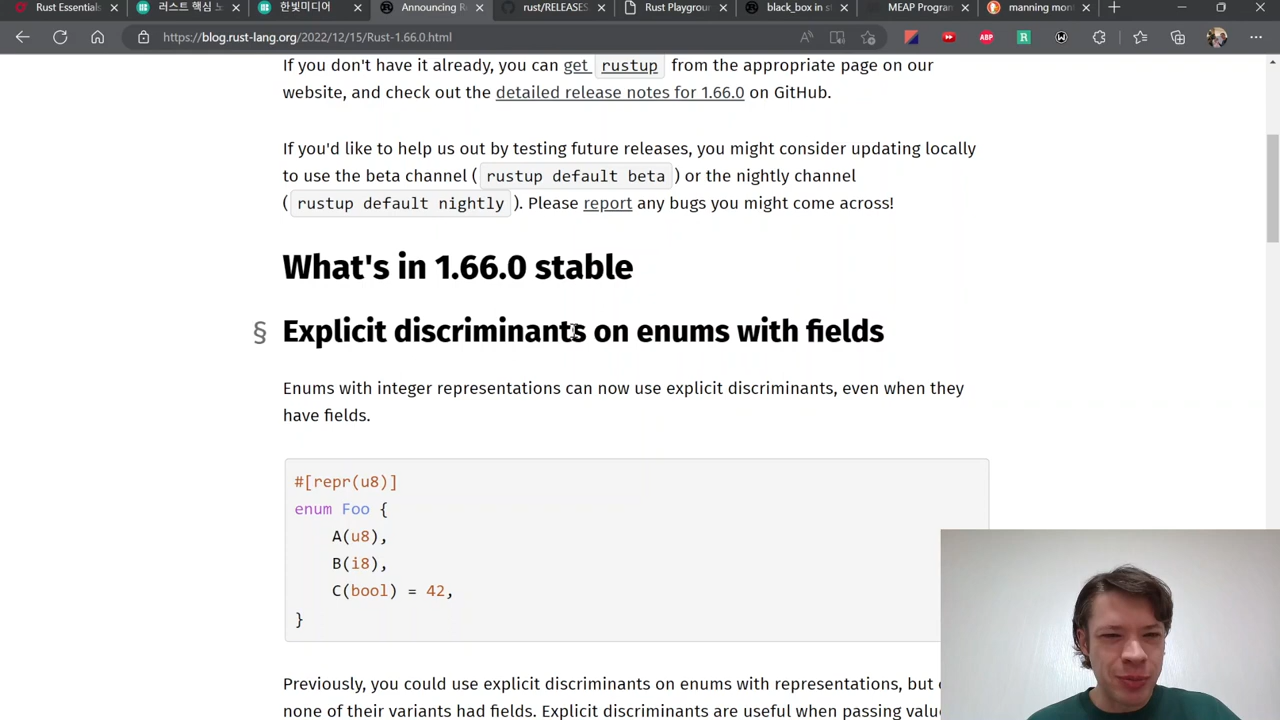 Rust Essentials
러스트 핵심 노
한빛미디어
Announcing R
rust/RELEASES
Rust Playgroun
black_box in st
MEAP Program
manning mont
https://blog.rust-lang.org/2022/12/15/Rust-1.66.0.html
If you don't have it already, you can get rustup from the appropriate page on our
website, and check out the detailed release notes for 1.66.0 on GitHub.
If you'd like to help us out by testing future releases, you might consider updating locally
to use the beta channel ( rustup default beta ) or the nightly channel
( rustup default nightly ). Please report any bugs you might come across!
What's in 1.66.0 stable
§ Explicit discriminants on enums with fields
Enums with integer representations can now use explicit discriminants, even when they
have fields.
#[repr(u8)]
enum Foo {
A(u8),
B(i8),
C(bool) = 42,
}
Previously, you could use explicit discriminants on enums with representations, but
none of their variants had fields. Explicit discriminants are useful when passing